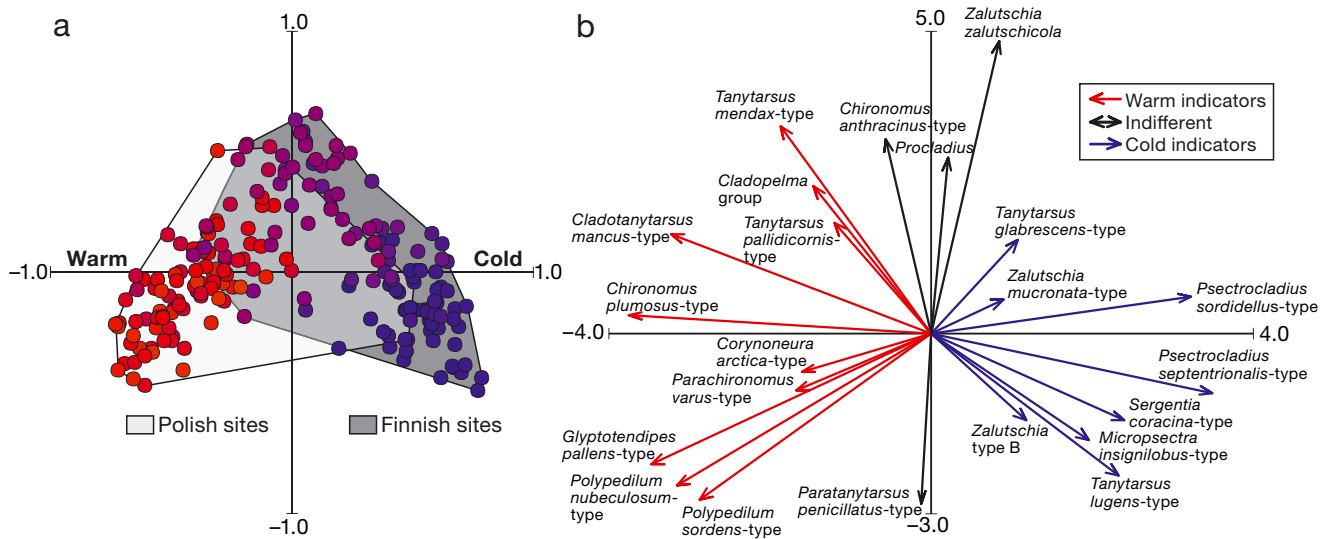 a
1.0
Warm
Cold
−1.0
1.0
Polish sites
Finnish sites
−1.0
b
5.0
Zalutschia
zalutschicola
Warm indicators
Indifferent
Cold indicators
Tanytarsus
mendax-type
Chironomus
anthracinus-type
Procladius
Cladopelma
group
Cladotanytarsus
mancus-type
Tanytarsus
pallidicornis-
type
Tanytarsus
glabrescens-type
Zalutschia
mucronata-type
Psectrocladius
sordidellus-type
Chironomus
plumosus-type
−4.0
4.0
Corynoneura
arctica-type
Parachironomus
varus-type
Psectrocladius
septentrionalis-type
Sergentia
coracina-type
Zalutschia
type B
Micropsectra
insignilobus-type
Tanytarsus
lugens-type
Glyptotendipes
pallens-type
Polypedilum
nubeculosum-
type
Polypedilum
sordens-type
Paratanytarsus
penicillatus-type
−3.0